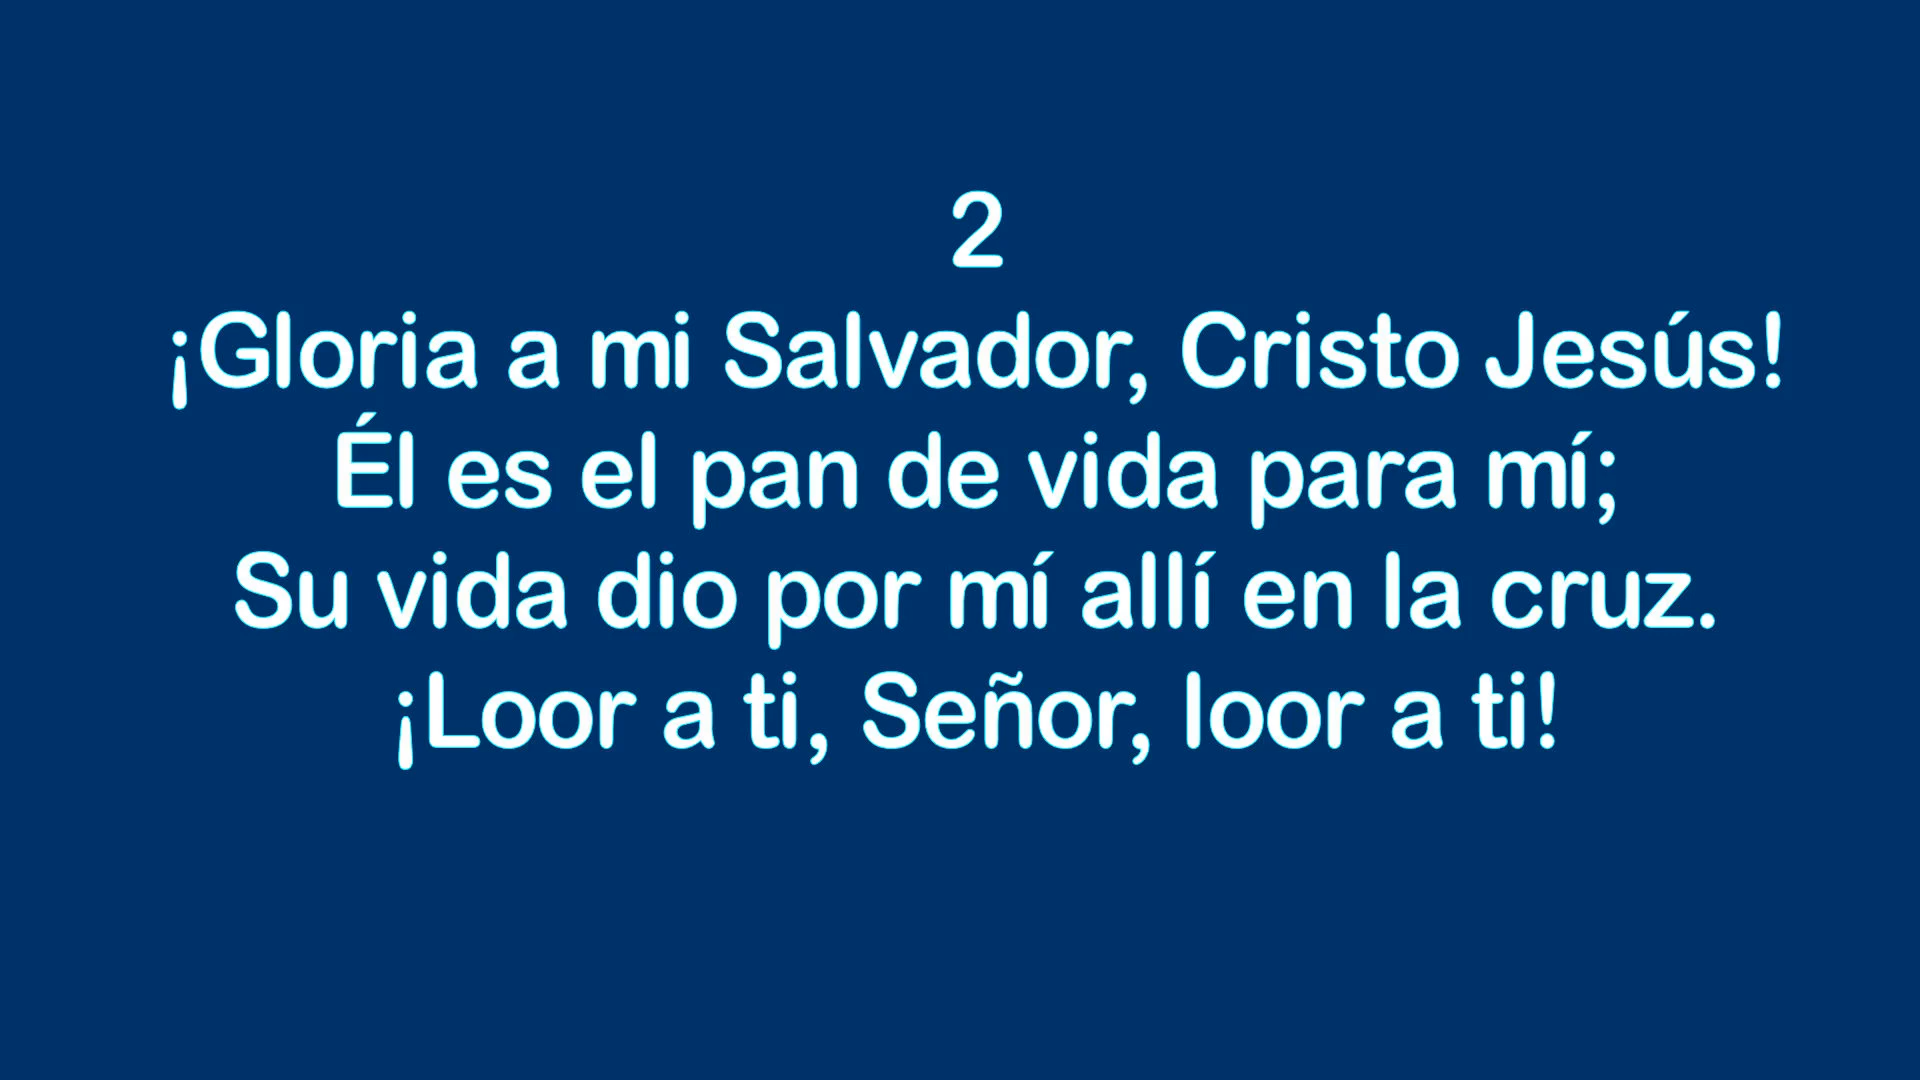 2
¡Gloria a mi Salvador, Cristo Jesús!
Él es el pan de vida para mí;
Su vida dio por mí allí en la cruz.
¡Loor a ti, Señor, loor a ti!